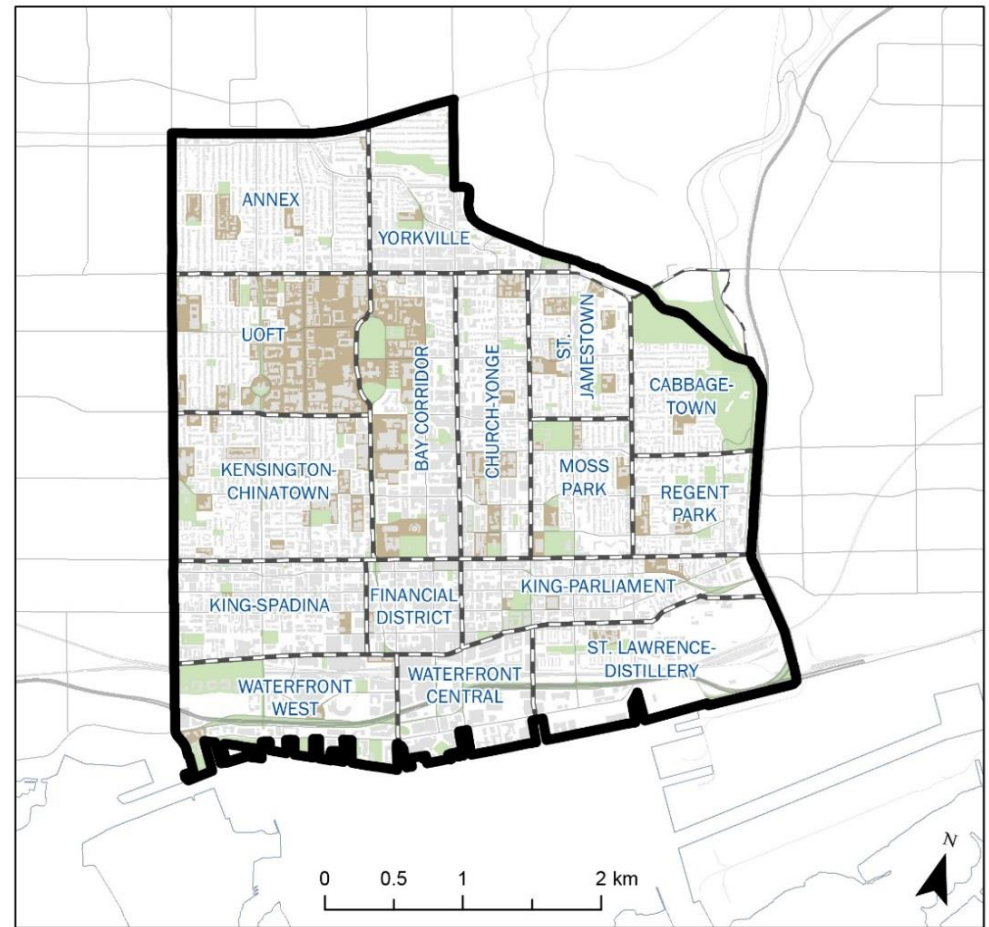 ANNEX
YORKVILLE
UOFT
BAY CORRIDOR
CHURCH-YONGE
ST.
JAMESTOWN
CABBAGE-
TOWN
KENSINGTON-
CHINATOWN
MOSS
PARK
REGENT
PARK
KING-SPADINA
FINANCIAL
DISTRICT
KING-PARLIAMENT
ST. LAWRENCE-
DISTILLERY
WATERFRONT
WEST
WATERFRONT
CENTRAL
N
0 0.5 1 2 km